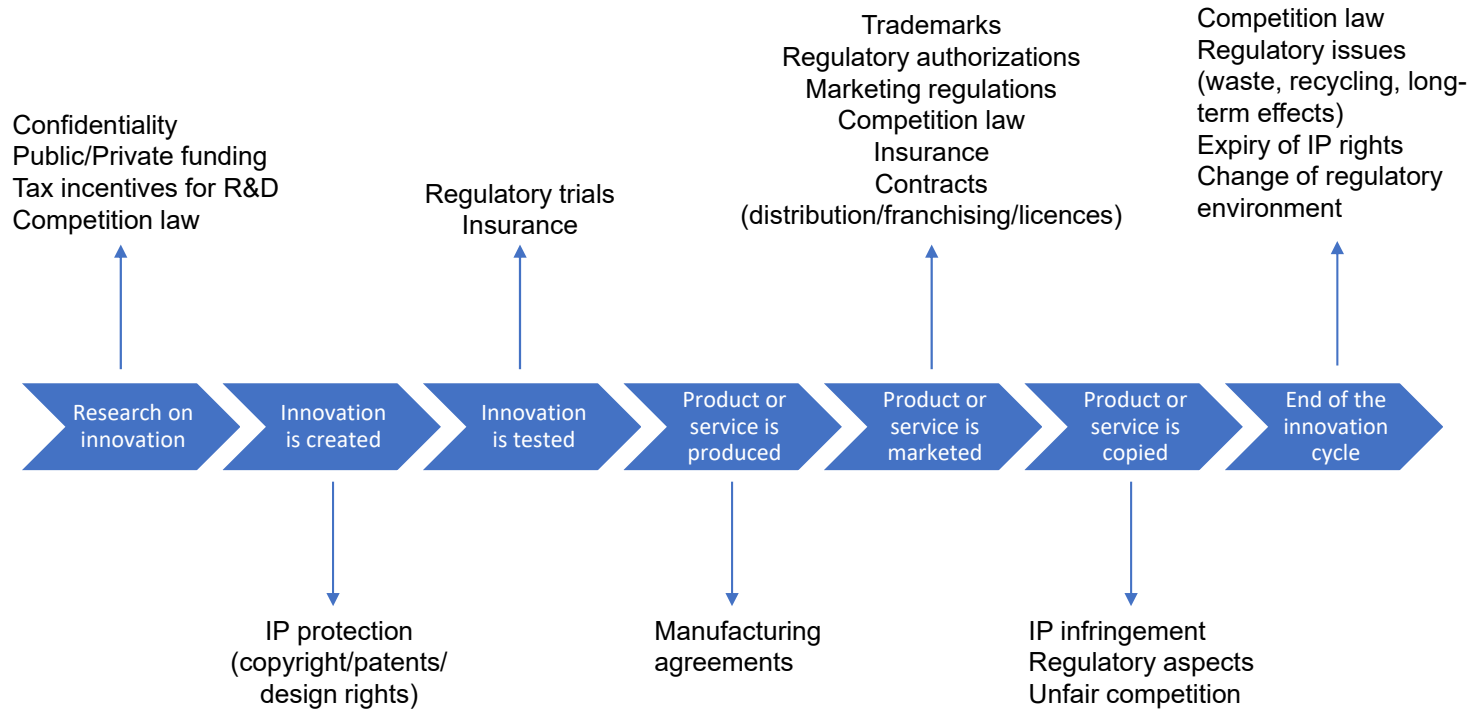 Confidentiality
Public/Private funding
Tax incentives for R&D
Competition law
Regulatory trials
Insurance
Trademarks
Regulatory authorizations
Marketing regulations
Competition law
Insurance
Contracts
(distribution/franchising/licences)
Competition law
Regulatory issues
(waste, recycling, long-
term effects)
Expiry of IP rights
Change of regulatory
environment
Research on
innovation
Innovation
is created
Innovation
is tested
Product or
service is
produced
Product or
service is
marketed
Product or
service is
copied
End of the
innovation
cycle
IP protection
(copyright/patents/
design rights)
Manufacturing
agreements
IP infringement
Regulatory aspects
Unfair competition